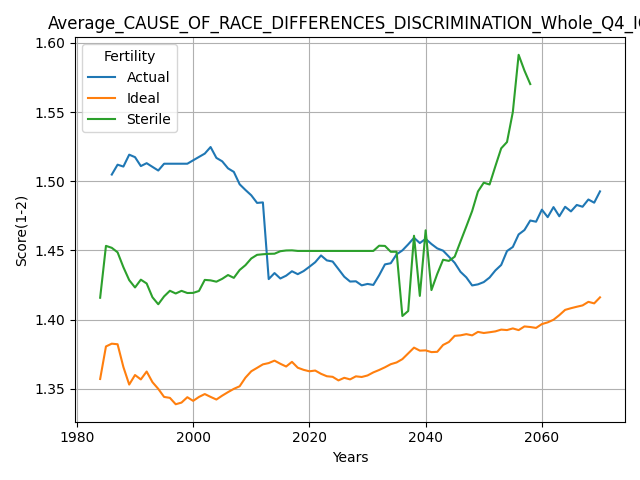 Average_CAUSE_OF_RACE_DIFFERENCES_DISCRIMINATION_Whole_Q4_I
Fertility
Actual
Ideal
Sterile
Score(1-2)
1.60
1.55
1.50
1.45
1.40
1.35
1980
2000
2020
2040
2060
Years